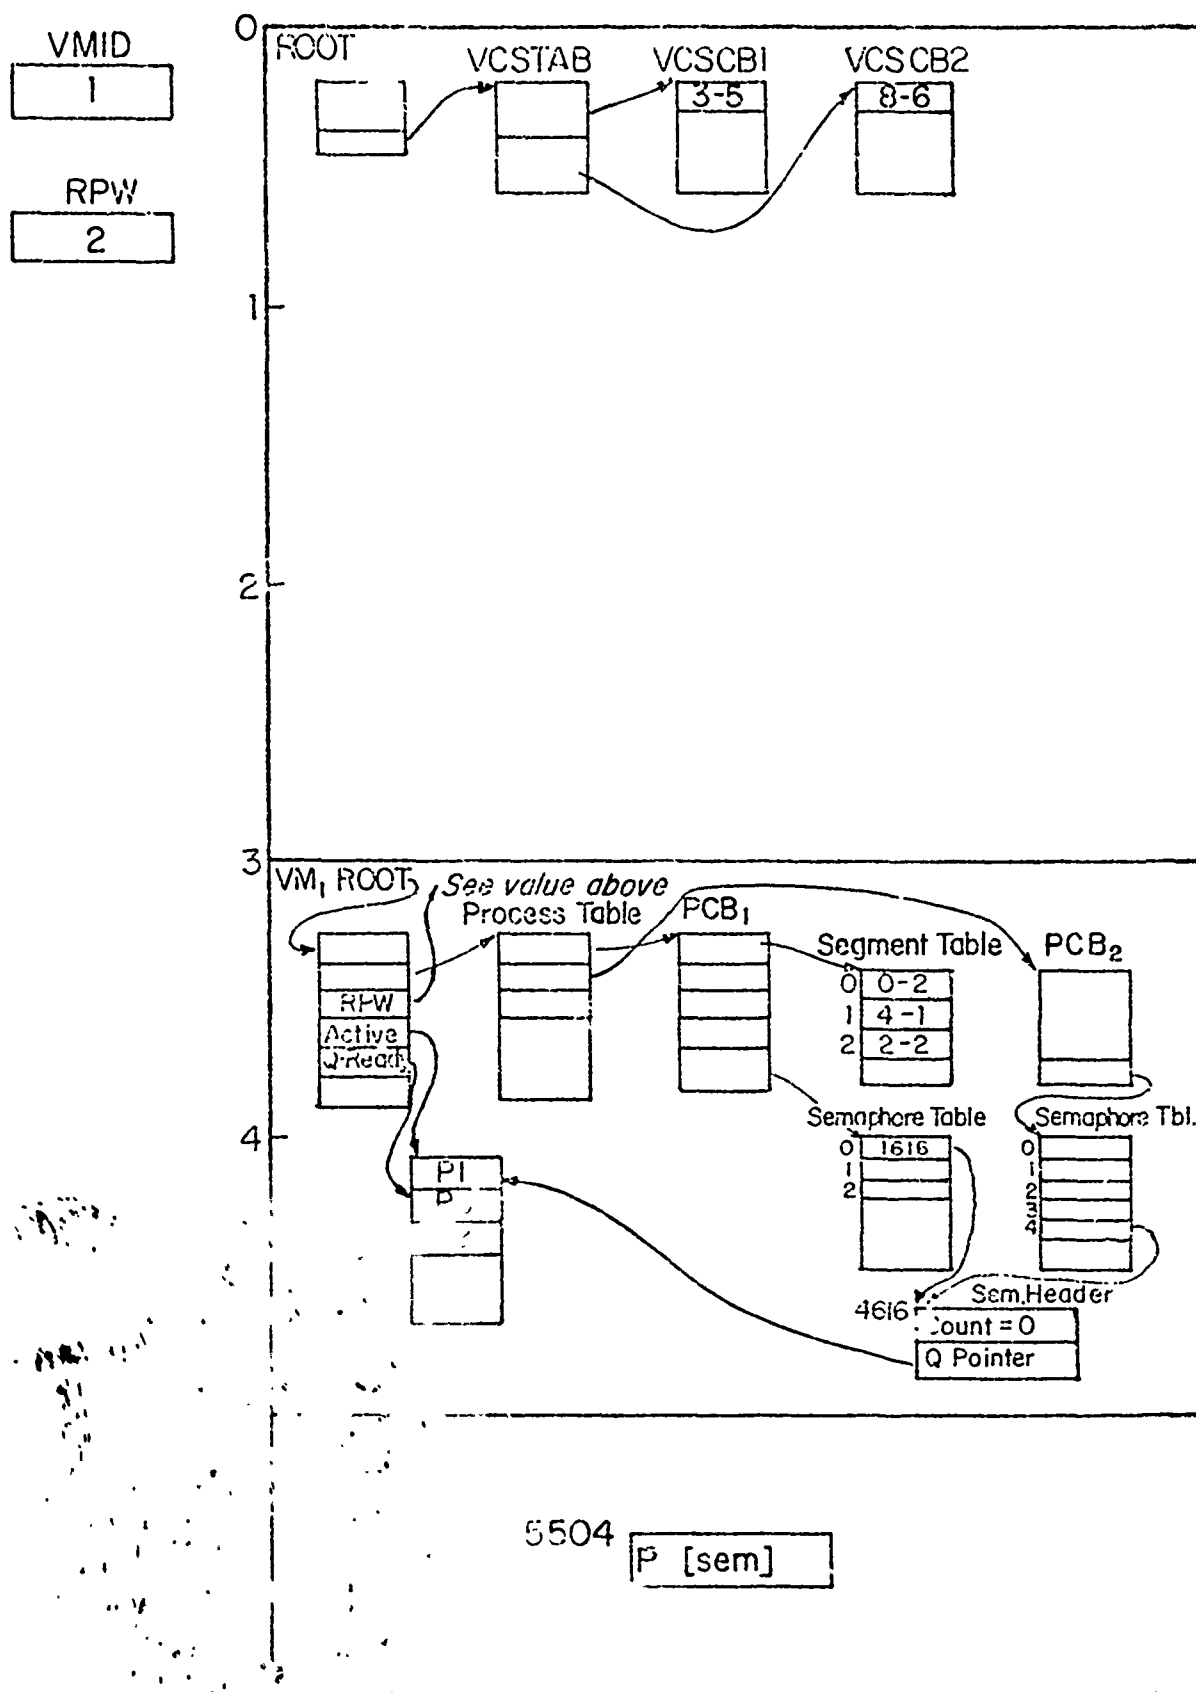 VMID
1
RPW
2
0
ROOT
VCSTAB
VCSCB1
VCSCB2
3-5
8-6
1
2
3
VM1 ROOT
See value above
Process Table
PCB1
Segment Table
PCB2
0
0-2
RPW
1
4-1
Active
2
2-2
Q-Ready
Semaphore Table
Semaphore Tbl.
4
0
1616
0
1
1
2
2
3
4
P1
P
4616
Sem. Header
Count = 0
Q Pointer
5504
P [sem]